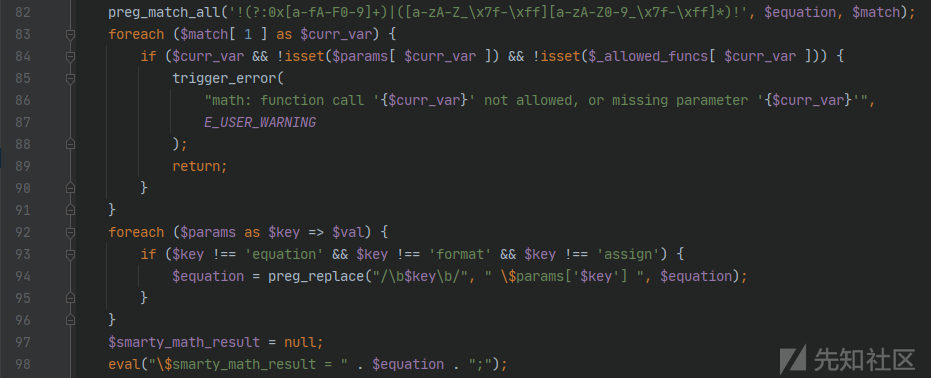 82 preg_match_all('!(?:0x[a-fA-F0-9]+)|([a-zA-Z_\x7f-\xff][a-zA-Z0-9_\x7f-\xff]*)!', $equation, $match);
83 foreach ($match[ 1 ] as $curr_var) {
84 if ($curr_var && !isset($params[ $curr_var ]) && !isset($_allowed_funcs[ $curr_var ])) {
85 trigger_error(
86 "math: function call '{$curr_var}' not allowed, or missing parameter '{$curr_var}'",
87 E_USER_WARNING
88 );
89 return;
90 }
91 }
92 foreach ($params as $key => $val) {
93 if ($key !== 'equation' && $key !== 'format' && $key !== 'assign') {
94 $equation = preg_replace("/\b$key\b/", " \$params['$key'] ", $equation);
95 }
96 }
97 $smarty_math_result = null;
98 eval("\$smarty_math_result = " . $equation . ";");
先知社区